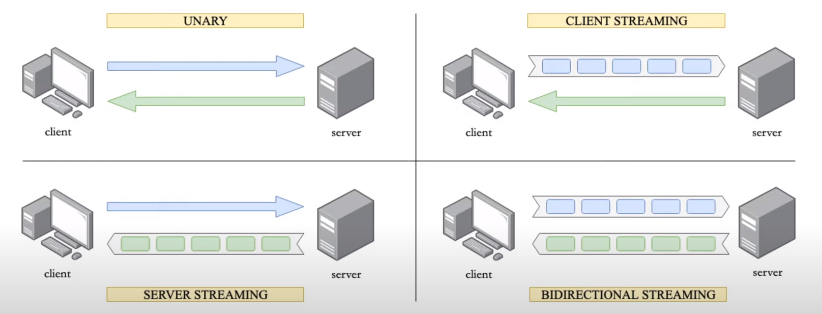 UNARY
CLIENT STREAMING
client
server
client
server
client
server
client
server
SERVER STREAMING
BIDIRECTIONAL STREAMING